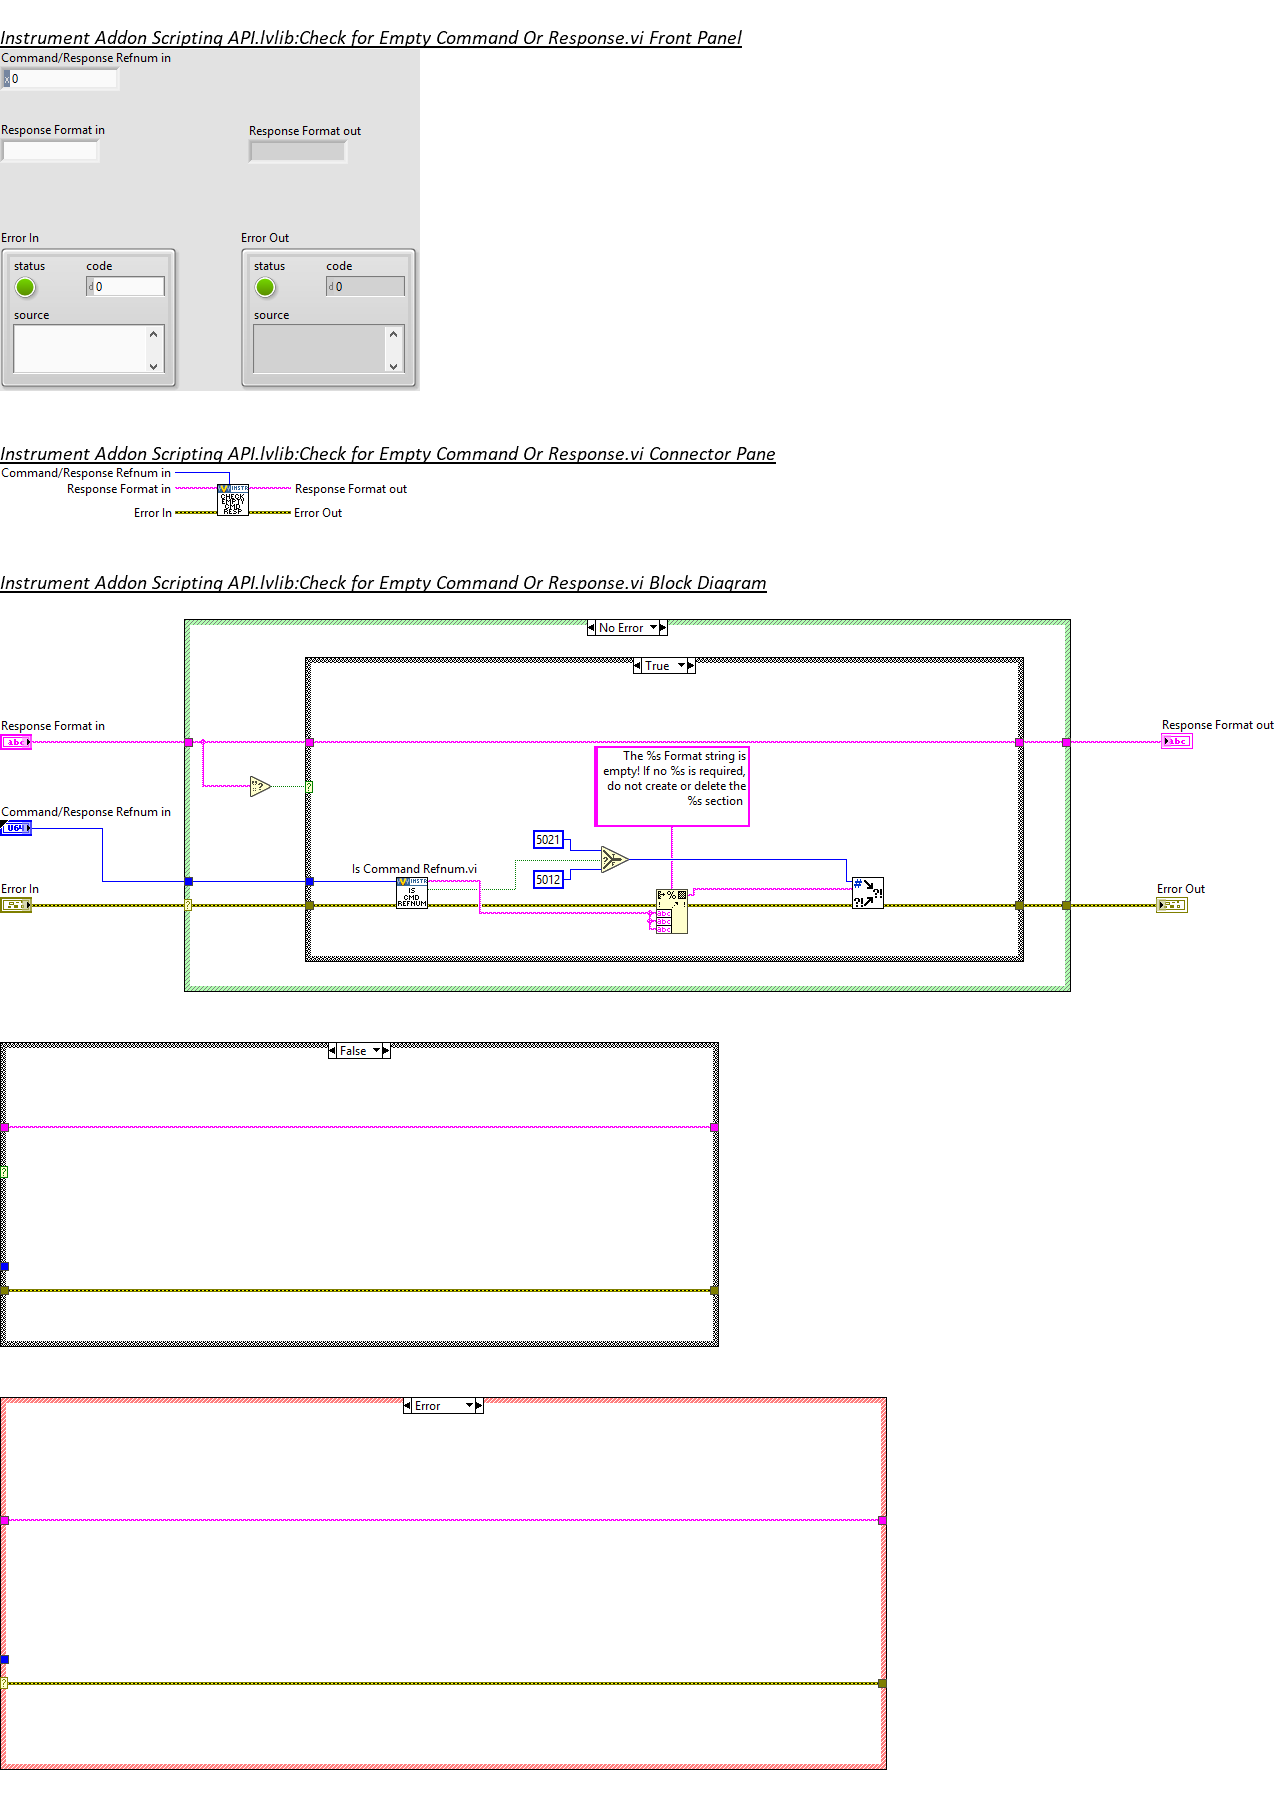 Instrument Addon Scripting API.lvlib:Check for Empty Command Or Response.vi Front Panel
Command/Response Refnum in
x 0
Response Format in
Response Format out
Error In
Error Out
status
code
status
code
d 0
d 0
source
source
Instrument Addon Scripting API.lvlib:Check for Empty Command Or Response.vi Connector Pane
Command/Response Refnum in
Response Format in
Response Format out
INSTR
CHECK
EMPTY
CMD
RESP
Error In
Error Out
Instrument Addon Scripting API.lvlib:Check for Empty Command Or Response.vi Block Diagram
No Error
True
Response Format in
abc
Response Format out
abc
The %s Format string is
empty! If no %s is required,
do not create or delete the
%s section
?
Command/Response Refnum in
U64
5021
5012
Is Command Refnum.vi
INSTR
IS
CMD
REFNUM
Error In
?
%
abc
abc
abc
# ?!
?!
Error Out
False
?
Error
?